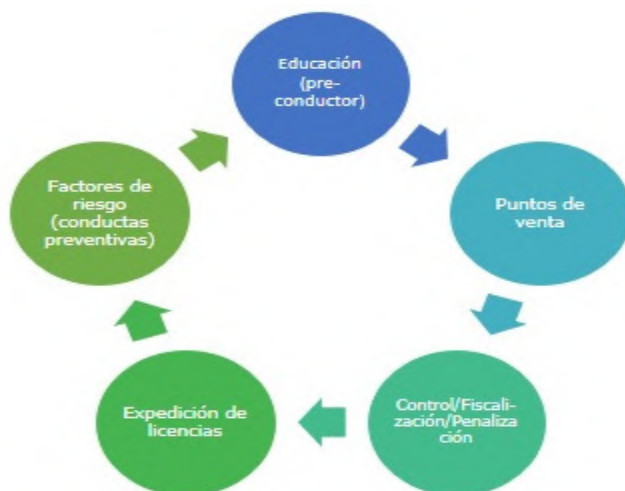 Educación
(pre-
conductor)
Factores de
riesgo
(conductas
preventivas)
Puntos de
venta
Expedición de
licencias
Control/Fiscali-
zación/Penaliza
ción